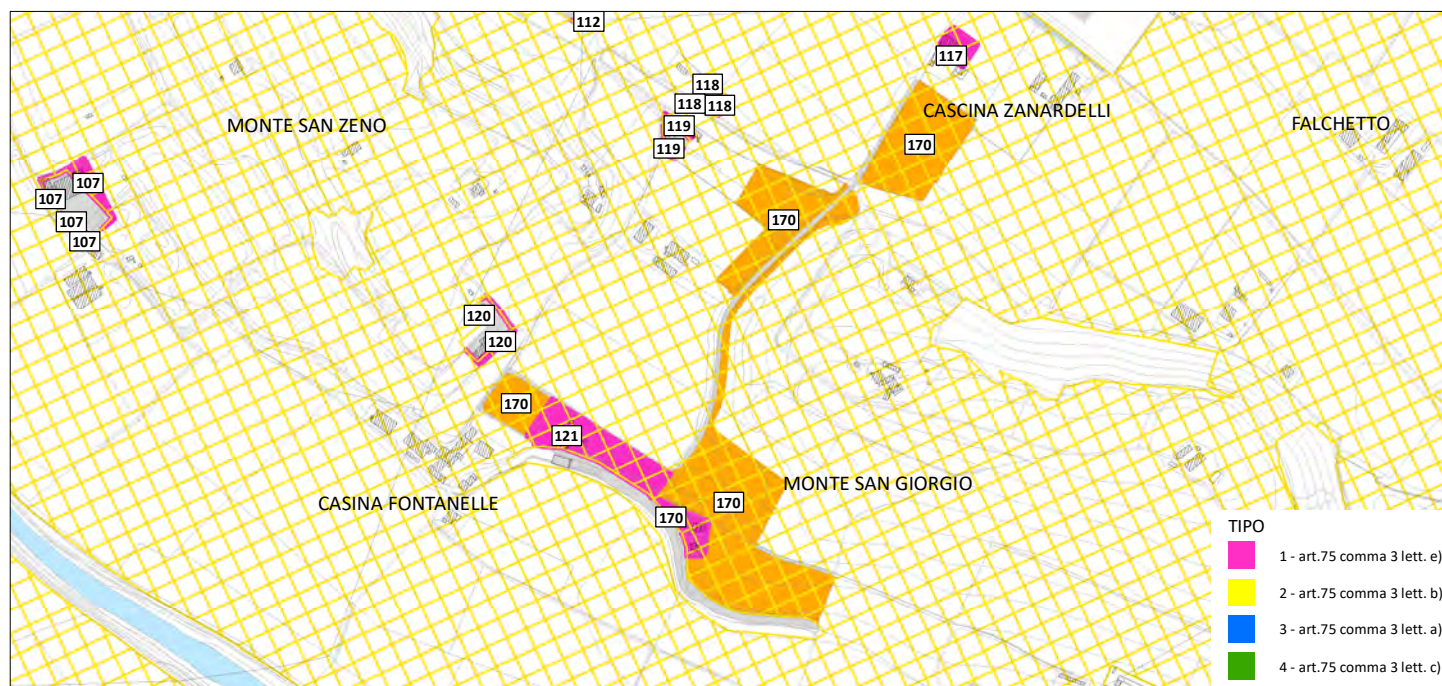 112
117
118
CASCINA ZANARDELLI
118
118
MONTE SAN ZENO
119
FALCHETTO
119
170
107
107
170
107
107
120
120
170
121
CASINA FONTANELLE
MONTE SAN GIORGIO
170
170
TIPO
1 - art.75 comma 3 lett. e)
2 - art.75 comma 3 lett. b)
3 - art.75 comma 3 lett. a)
4 - art.75 comma 3 lett. c)